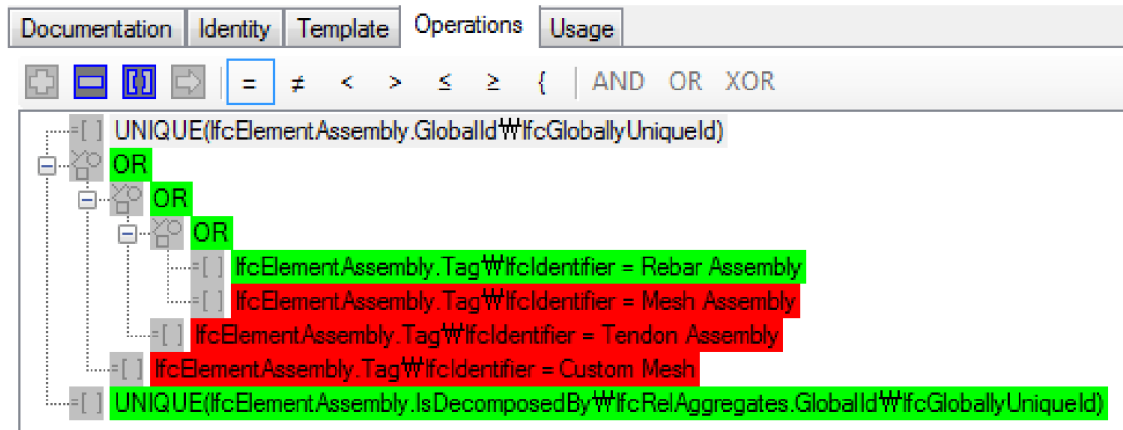 Documentation Identity Template Operations Usage
= ≠ < > ≤ ≥ { AND OR XOR
=[ ] UNIQUE(IfcElementAssembly.GlobalId₩IfcGloballyUniqueId)
OR
OR
OR
=[ ] IfcElementAssembly.Tag₩IfcIdentifier = Rebar Assembly
=[ ] IfcElementAssembly.Tag₩IfcIdentifier = Mesh Assembly
=[ ] IfcElementAssembly.Tag₩IfcIdentifier = Tendon Assembly
=[ ] IfcElementAssembly.Tag₩IfcIdentifier = Custom Mesh
=[ ] UNIQUE(IfcElementAssembly.IsDecomposedBy₩IfcRelAggregates.GlobalId₩IfcGloballyUniqueId)